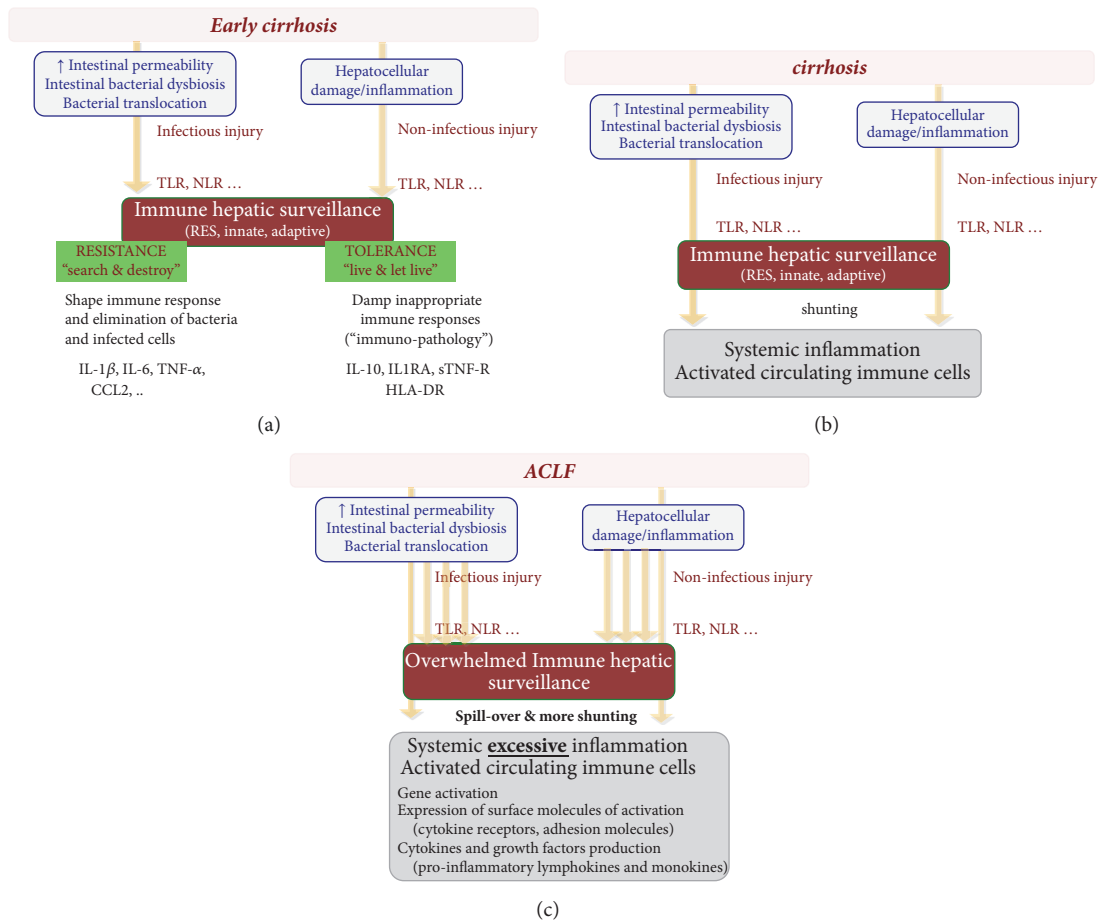 Early cirrhosis
↑ Intestinal permeability
Intestinal bacterial dysbiosis
Bacterial translocation
Hepatocellular
damage/inflammation
Infectious injury
Non-infectious injury
TLR, NLR …
TLR, NLR …
Immune hepatic surveillance
(RES, innate, adaptive)
RESISTANCE
“search & destroy”
TOLERANCE
“live & let live”
Shape immune response
and elimination of bacteria
and infected cells
Damp inappropriate
immune responses
(“immuno-pathology”)
IL-1β, IL-6, TNF-α,
CCL2, ..
IL-10, IL1RA, sTNF-R
HLA-DR
(a)
cirrhosis
↑ Intestinal permeability
Intestinal bacterial dysbiosis
Bacterial translocation
Hepatocellular
damage/inflammation
Infectious injury
Non-infectious injury
TLR, NLR …
TLR, NLR …
Immune hepatic surveillance
(RES, innate, adaptive)
shunting
Systemic inflammation
Activated circulating immune cells
(b)
ACLF
↑ Intestinal permeability
Intestinal bacterial dysbiosis
Bacterial translocation
Hepatocellular
damage/inflammation
Infectious injury
Non-infectious injury
TLR, NLR …
TLR, NLR …
Overwhelmed Immune hepatic
surveillance
Spill-over & more shunting
Systemic excessive inflammation
Activated circulating immune cells
Gene activation
Expression of surface molecules of activation
(cytokine receptors, adhesion molecules)
Cytokines and growth factors production
(pro-inflammatory lymphokines and monokines)
(c)